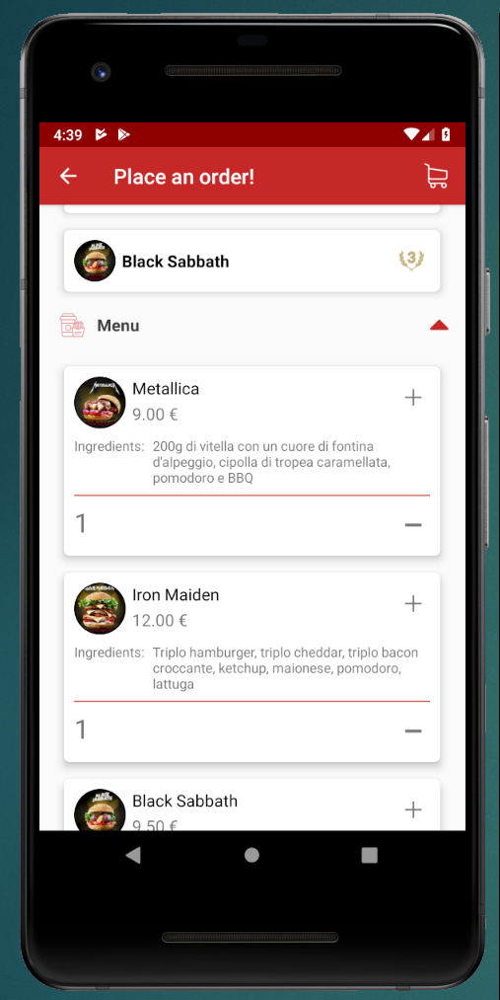 4:39
Place an order!
3
Black Sabbath
Menu
Metallica
9.00 €
Ingredients: 200g di vitella con un cuore di fontina
d'alpeggio, cipolla di tropea caramellata,
pomodoro e BBQ
1
Iron Maiden
12.00 €
Ingredients: Triplo hamburger, triplo cheddar, triplo bacon
croccante, ketchup, maionese, pomodoro,
lattuga
1
Black Sabbath
9.50 €